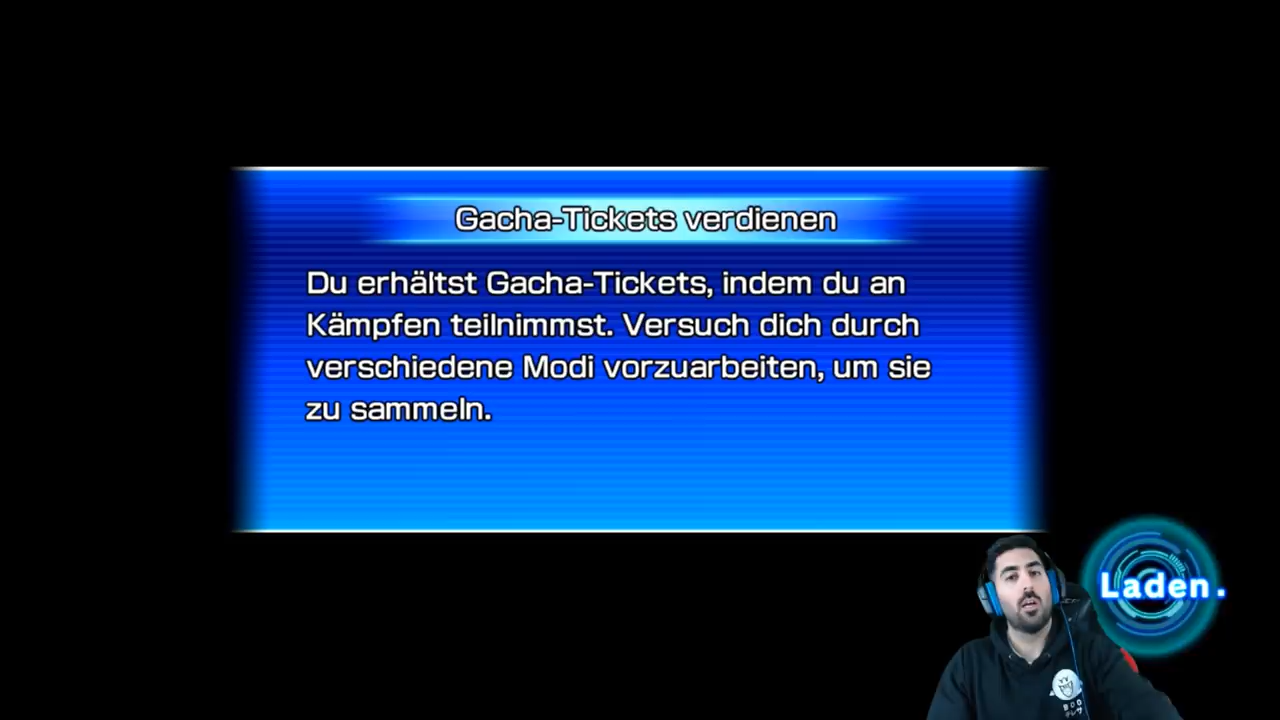 Gacha-Tickets verdienen
Du erhältst Gacha-Tickets, indem du an
Kämpfen teilnimmst. Versuch dich durch
verschiedene Modi vorzuarbeiten, um sie
zu sammeln.
Laden.